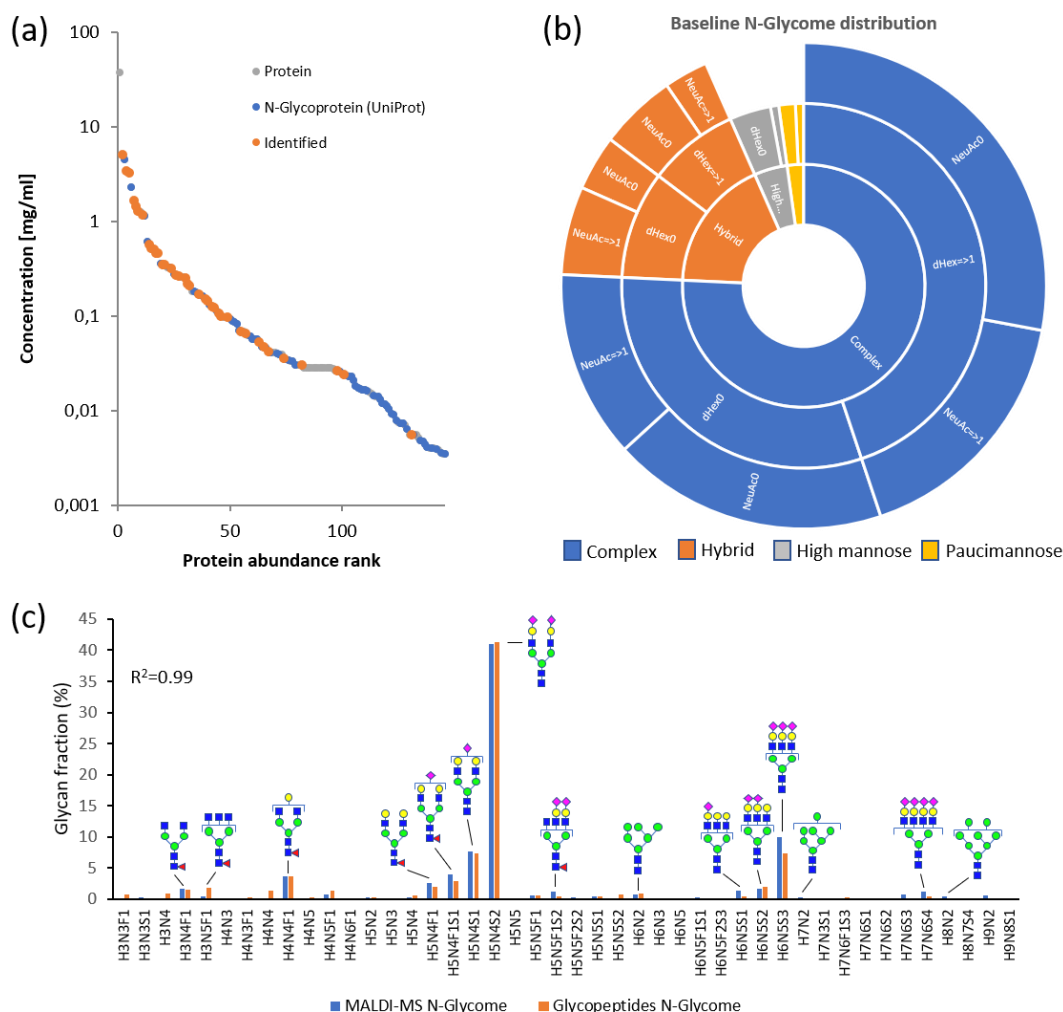 (a)
100
10
1
0,1
0,01
0,001
Concentration [mg/ml]
Protein
N-Glycoprotein (UniProt)
Identified
0
50
100
Protein abundance rank
(b)
Baseline N-Glycome distribution
NeuAc0
NeuAc=>1
NeuAc0
NeuAc=>1
NeuAc=>1
NeuAc0
NeuAc0
NeuAc=>1
dHex=>1
dHex0
dHex0
dHex=>1
dHex0
Complex
Hybrid
High...
Complex
Hybrid
High mannose
Paucimannose
(c)
45
40
35
30
25
20
15
10
5
0
Glycan fraction (%)
R²=0.99
H3N3F1
H3N3S1
H3N4
H3N4F1
H3N5F1
H4N3
H4N3F1
H4N4
H4N4F1
H4N5
H4N5F1
H4N6F1
H5N2
H5N3
H5N4
H5N4F1
H5N4F1S1
H5N4S1
H5N4S2
H5N5
H5N5F1
H5N5F1S2
H5N5F2S2
H5N5S1
H5N5S2
H6N2
H6N3
H6N5
H6N5F1S1
H6N5F2S3
H6N5S1
H6N5S2
H6N5S3
H7N2
H7N3S1
H7N6F1S3
H7N6S1
H7N6S2
H7N6S3
H7N6S4
H8N2
H8N7S4
H9N2
H9N8S1
MALDI-MS N-Glycome
Glycopeptides N-Glycome